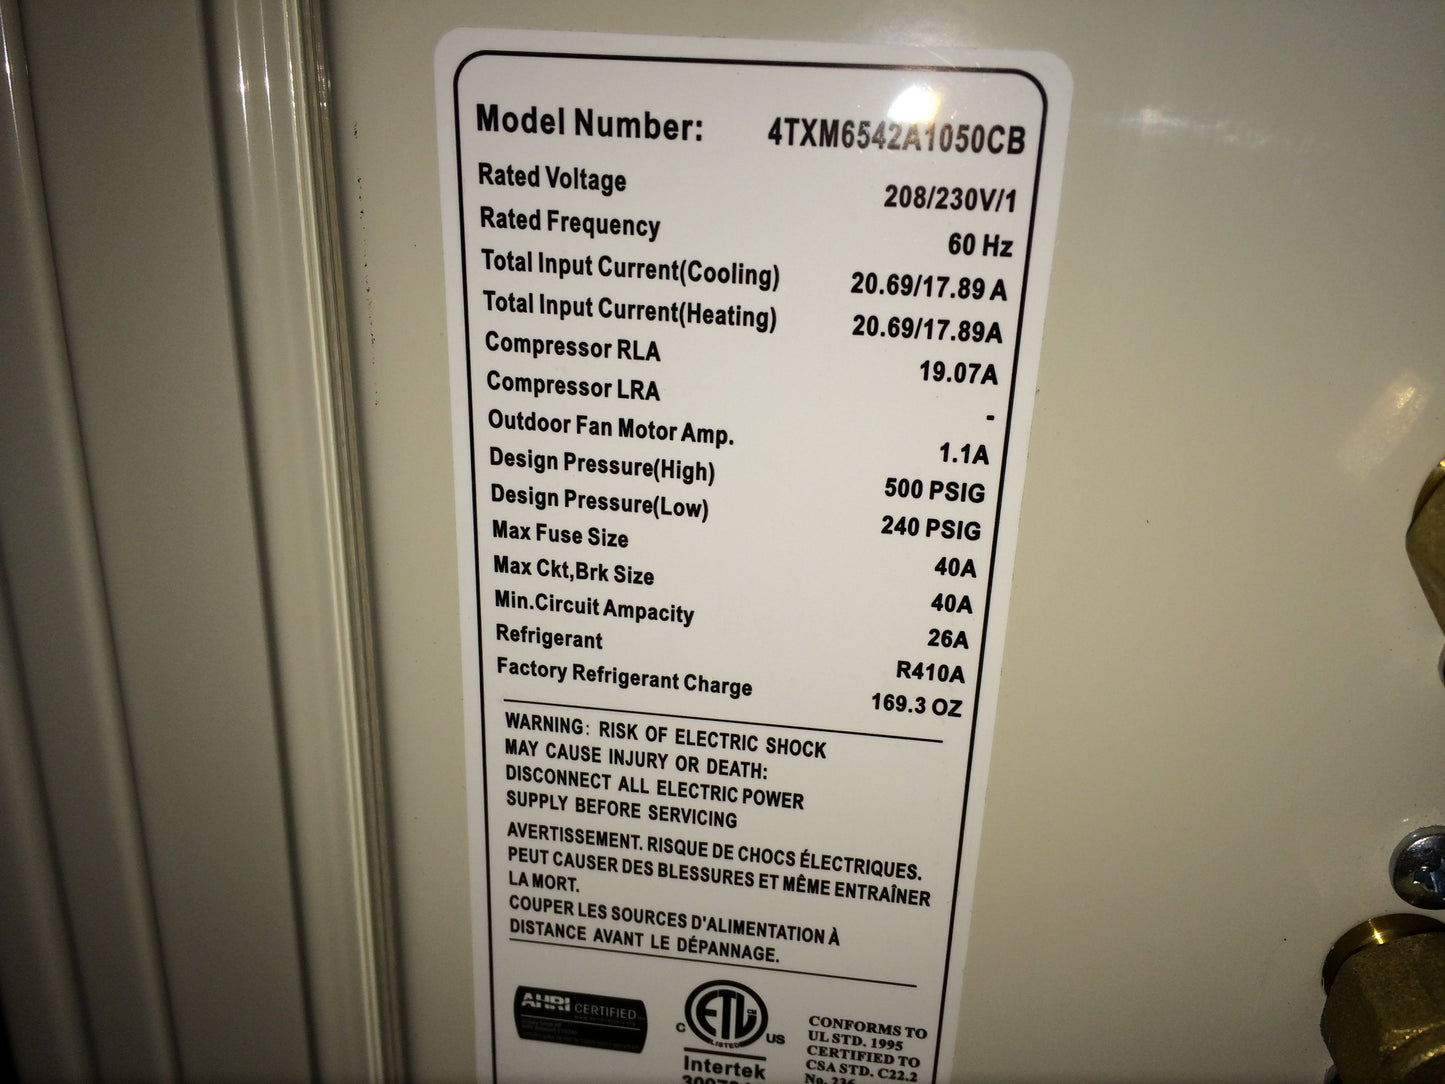 Model Number: 4TXM6542A1050CB
Rated Voltage 208/230V/1
Rated Frequency 60 Hz
Total Input Current(Cooling) 20.69/17.89 A
Total Input Current(Heating) 20.69/17.89A
Compressor RLA 19.07A
Compressor LRA -
Outdoor Fan Motor Amp. 1.1A
Design Pressure(High) 500 PSIG
Design Pressure(Low) 240 PSIG
Max Fuse Size 40A
Max Ckt,Brk Size 40A
Min.Circuit Ampacity 26A
Refrigerant R410A
Factory Refrigerant Charge 169.3 OZ
WARNING: RISK OF ELECTRIC SHOCK
MAY CAUSE INJURY OR DEATH:
DISCONNECT ALL ELECTRIC POWER
SUPPLY BEFORE SERVICING
AVERTISSEMENT. RISQUE DE CHOCS ÉLECTRIQUES.
PEUT CAUSER DES BLESSURES ET MÊME ENTRAÎNER
LA MORT.
COUPER LES SOURCES D'ALIMENTATION À
DISTANCE AVANT LE DÉPANNAGE.
AHRI CERTIFIED
C ETL US
LISTED
Intertek
CONFORMS TO
UL STD. 1995
CERTIFIED TO
CSA STD. C22.2
No. 236